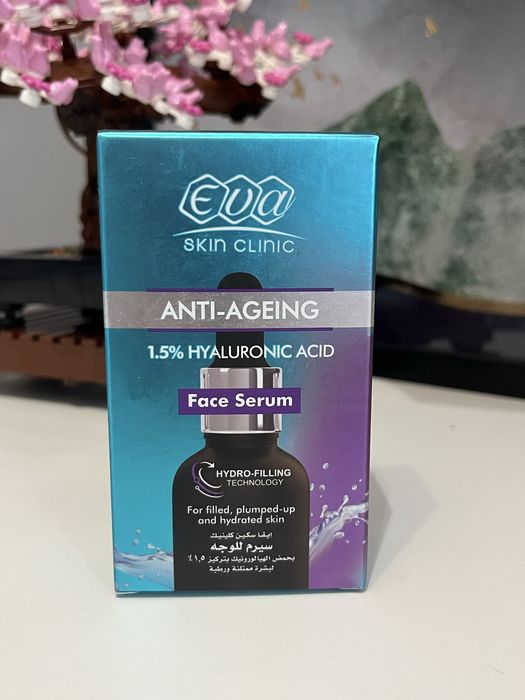 Eva
SKIN CLINIC
ANTI-AGEING
1.5% HYALURONIC ACID
Face Serum
HYDRO-FILLING
TECHNOLOGY
For filled, plumped-up
and hydrated skin
إيڤا سكين كلينيك
سيرم للوجه
بحمض الهيالورونيك بتركيز ١,٥٪
لبشرة ممتلئة ورطبة